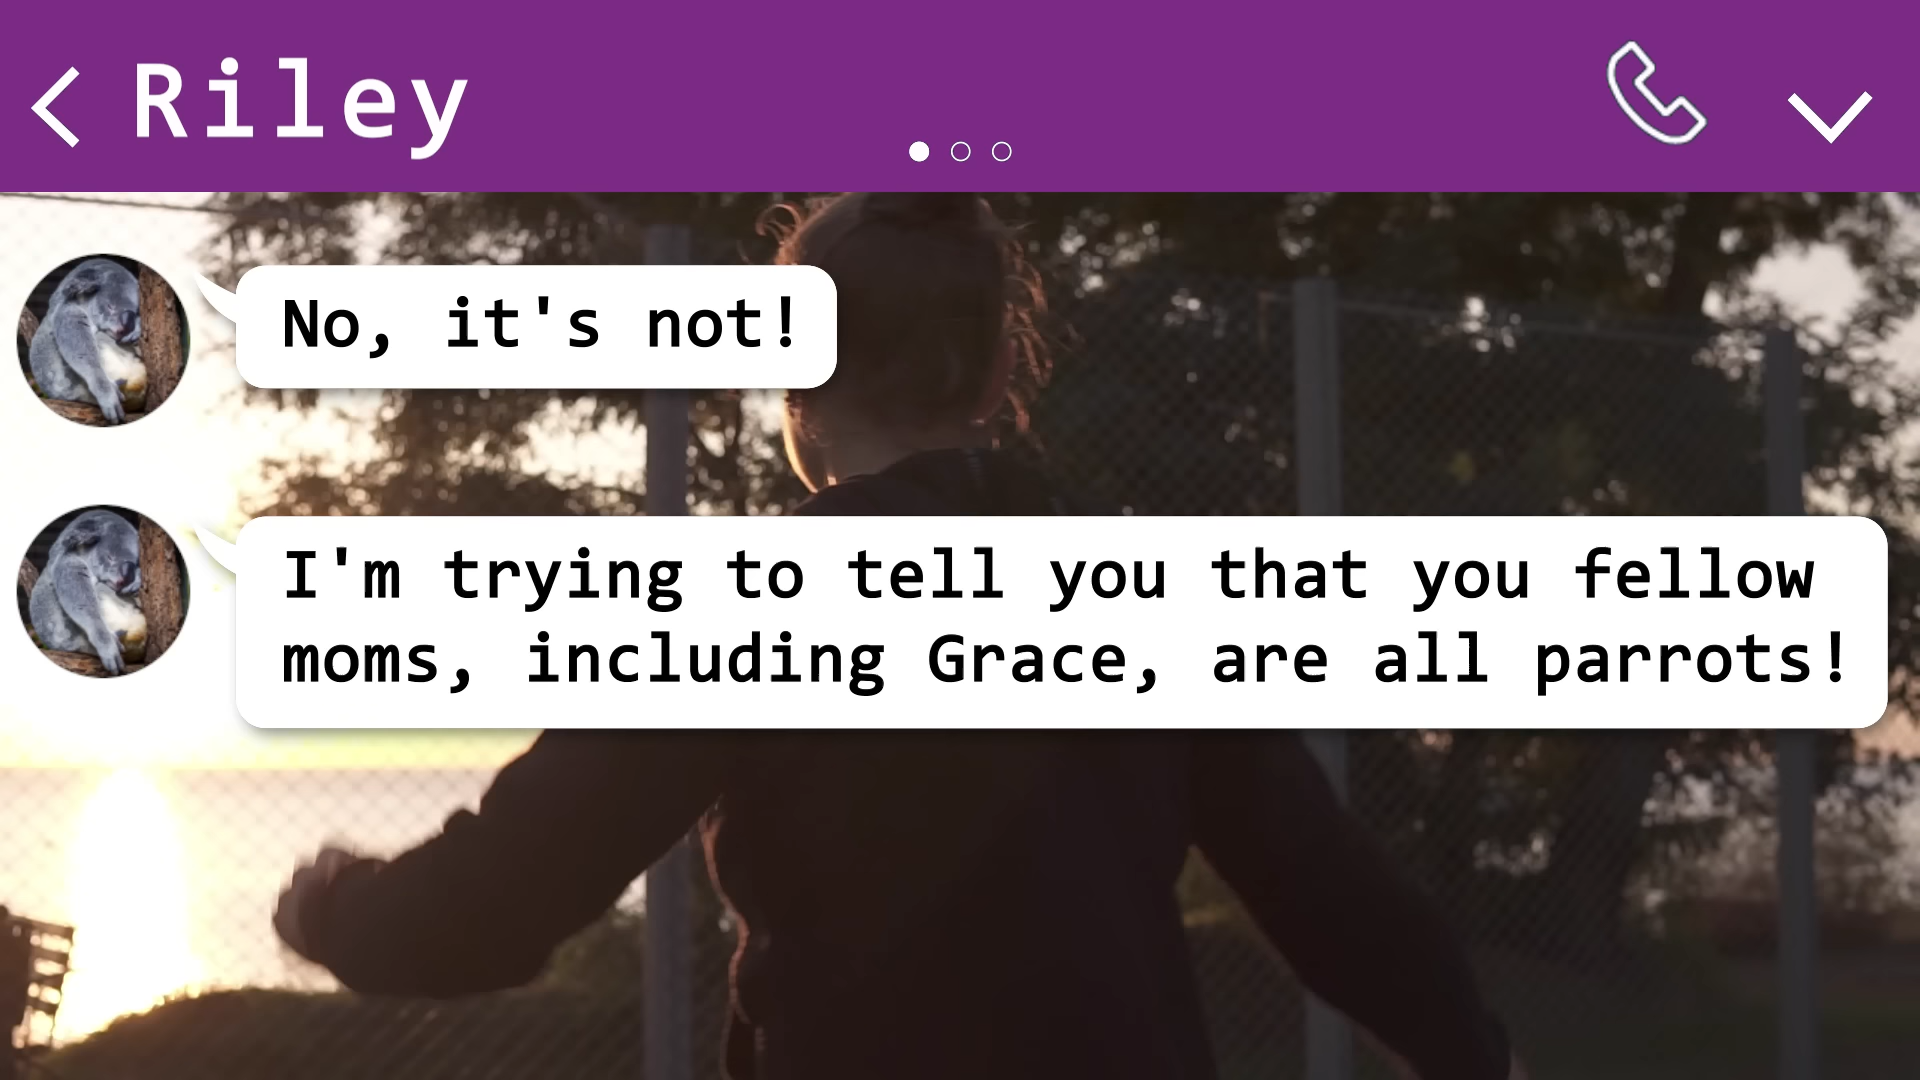 Riley
No, it's not!
I'm trying to tell you that you fellow
moms, including Grace, are all parrots!